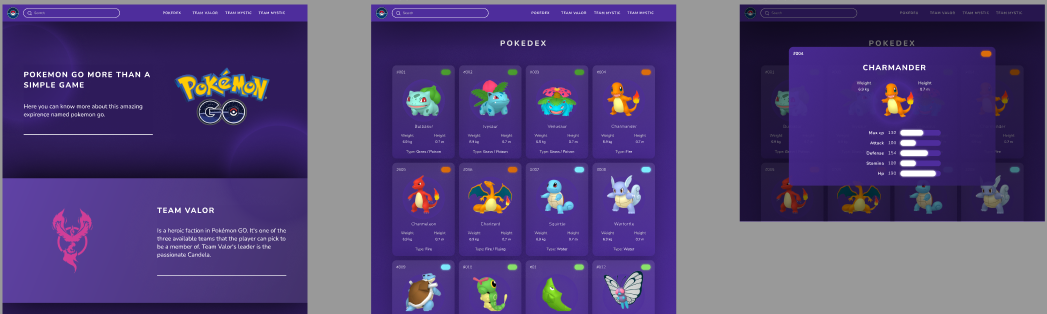 Search
POKEDEX TEAM VALOR TEAM MYSTIC TEAM MYSTIC
POKEMON GO MORE THAN A
SIMPLE GAME
Here you can know more about this amazing
expirence named pokemon go.
POKéMON
GO
TEAM VALOR
Is a heroic faction in Pokémon GO. It's one of the
three available teams that the player can pick to
be a member of. Team Valor's leader is the
passionate Candela.
Search
POKEDEX TEAM VALOR TEAM MYSTIC TEAM MYSTIC
POKEDEX
#001 #002 #003 #004
Bulbasaur Ivysaur Venusaur Charmander
Weight Height Weight Height Weight Height Weight Height
6,9 kg 0,7 m 6,9 kg 0,7 m 6,9 kg 0,7 m 6,9 kg 0,7 m
Type: Grass / Poison Type: Grass / Poison Type: Grass / Poison Type: Fire
#005 #006 #007 #008
Charmeleon Charizard Squirtle Wartortle
Weight Height Weight Height Weight Height Weight Height
6,9 kg 0,7 m 6,9 kg 0,7 m 6,9 kg 0,7 m 6,9 kg 0,7 m
Type: Fire Type: Fire / Flying Type: Water Type: Water
#009 #010
Search
POKEDEX TEAM VALOR TEAM MYSTIC TEAM MYSTIC
POKEDEX
#004
CHARMANDER
Weight Height
6,9 kg 0,7 m
Max cp
Attack 100
Defense
Stamina 100
Hp